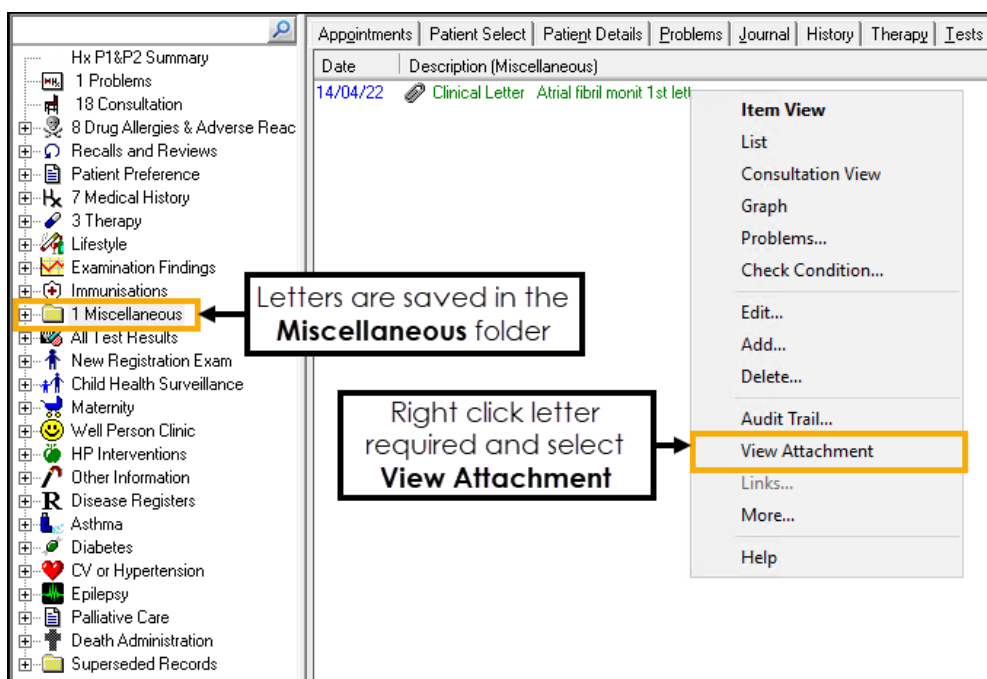 Hx P1&P2 Summary
1 Problems
18 Consultation
8 Drug Allergies & Adverse Reac
Recalls and Reviews
Patient Preference
7 Medical History
3 Therapy
Lifestyle
Examination Findings
Immunisations
1 Miscellaneous
All Test Results
New Registration Exam
Child Health Surveillance
Maternity
Well Person Clinic
HP Interventions
Other Information
Disease Registers
Asthma
Diabetes
CV or Hypertension
Epilepsy
Palliative Care
Death Administration
Superseded Records
Appointments Patient Select Patient Details Problems Journal History Therapy Tests
Date Description (Miscellaneous)
14/04/22 Clinical Letter Atrial fibril monit 1st lett
Item View
List
Consultation View
Graph
Problems...
Check Condition...
Edit...
Add...
Delete...
Audit Trail...
View Attachment
Links...
More...
Help
Letters are saved in the
Miscellaneous folder
Right click letter
required and select
View Attachment